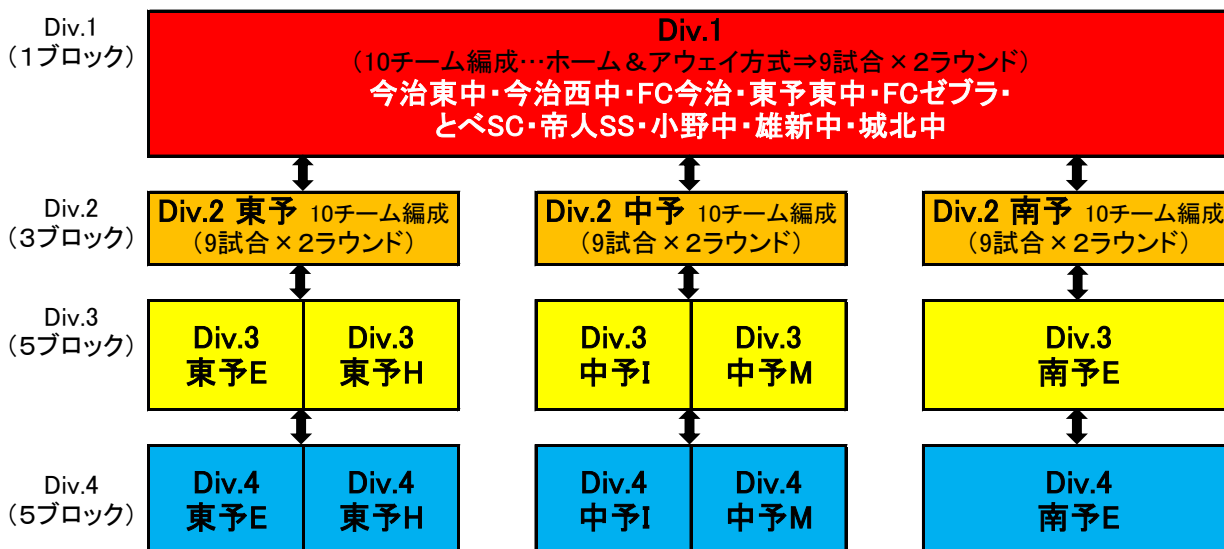 Div.1
(1ブロック)
Div.1
(10チーム編成…ホーム&アウェイ方式⇒9試合×2ラウンド)
今治東中・今治西中・FC今治・東予東中・FCゼブラ・
とべSC・帝人SS・小野中・雄新中・城北中
Div.2
(3ブロック)
Div.2 東予 10チーム編成
(9試合×2ラウンド)
Div.2 中予 10チーム編成
(9試合×2ラウンド)
Div.2 南予 10チーム編成
(9試合×2ラウンド)
Div.3
(5ブロック)
Div.3
東予E
Div.3
東予H
Div.3
中予I
Div.3
中予M
Div.3
南予E
Div.4
(5ブロック)
Div.4
東予E
Div.4
東予H
Div.4
中予I
Div.4
中予M
Div.4
南予E